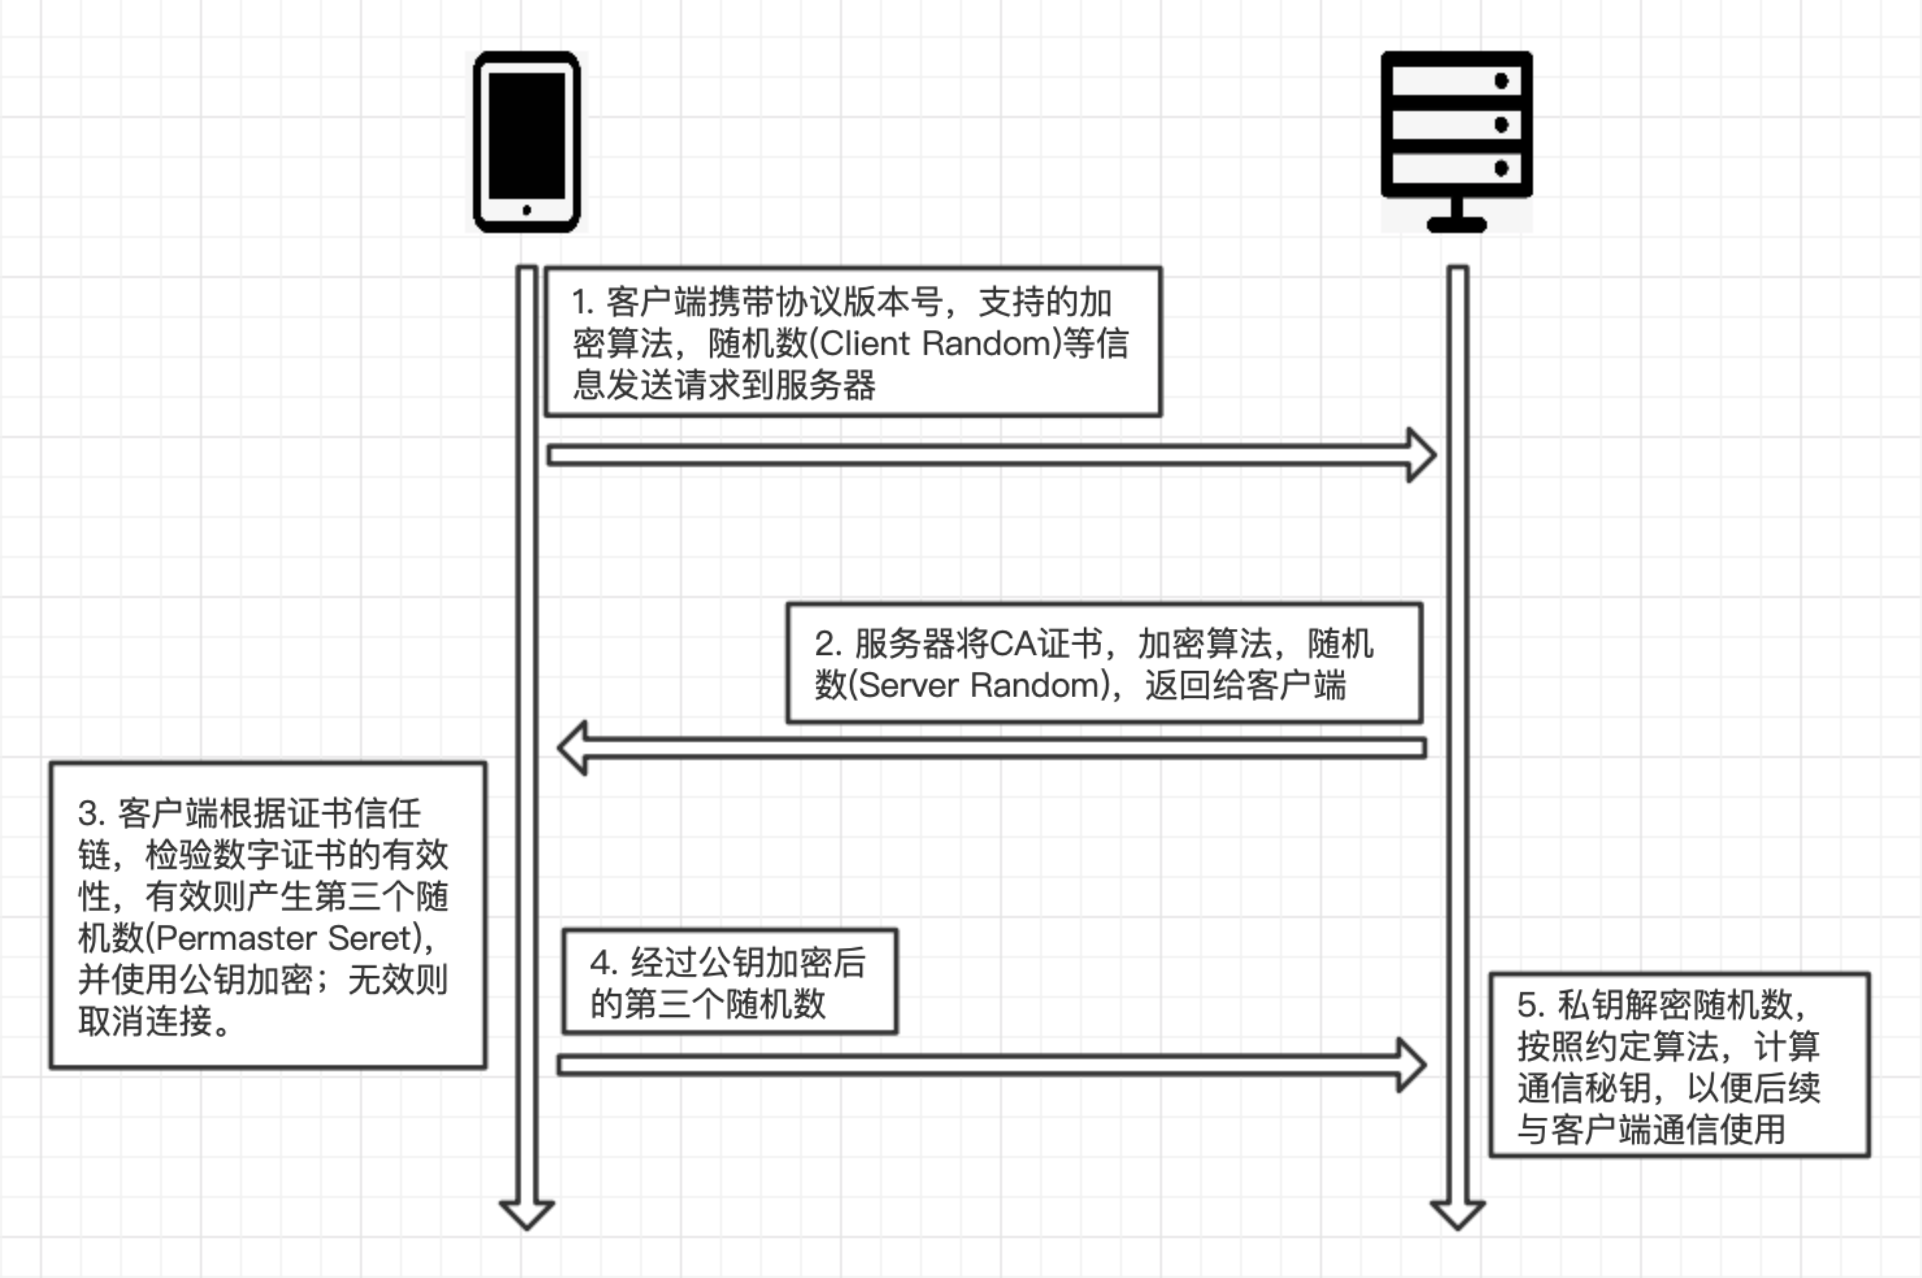 1. 客户端携带协议版本号，支持的加
密算法，随机数(Client Random)等信
息发送请求到服务器
2. 服务器将CA证书，加密算法，随机
数(Server Random)，返回给客户端
3. 客户端根据证书信任
链，检验数字证书的有效
性，有效则产生第三个随
机数(Permaster Seret)，
并使用公钥加密；无效则
取消连接。
4. 经过公钥加密后
的第三个随机数
5. 私钥解密随机数，
按照约定算法，计算
通信秘钥，以便后续
与客户端通信使用